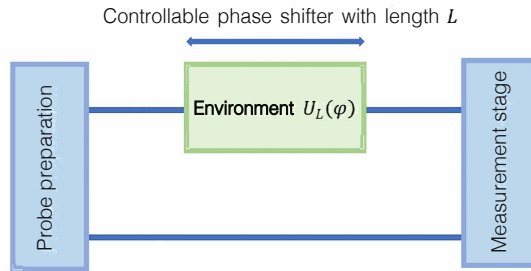 Controllable phase shifter with length L
Probe preparation
Environment U_L(φ)
Measurement stage